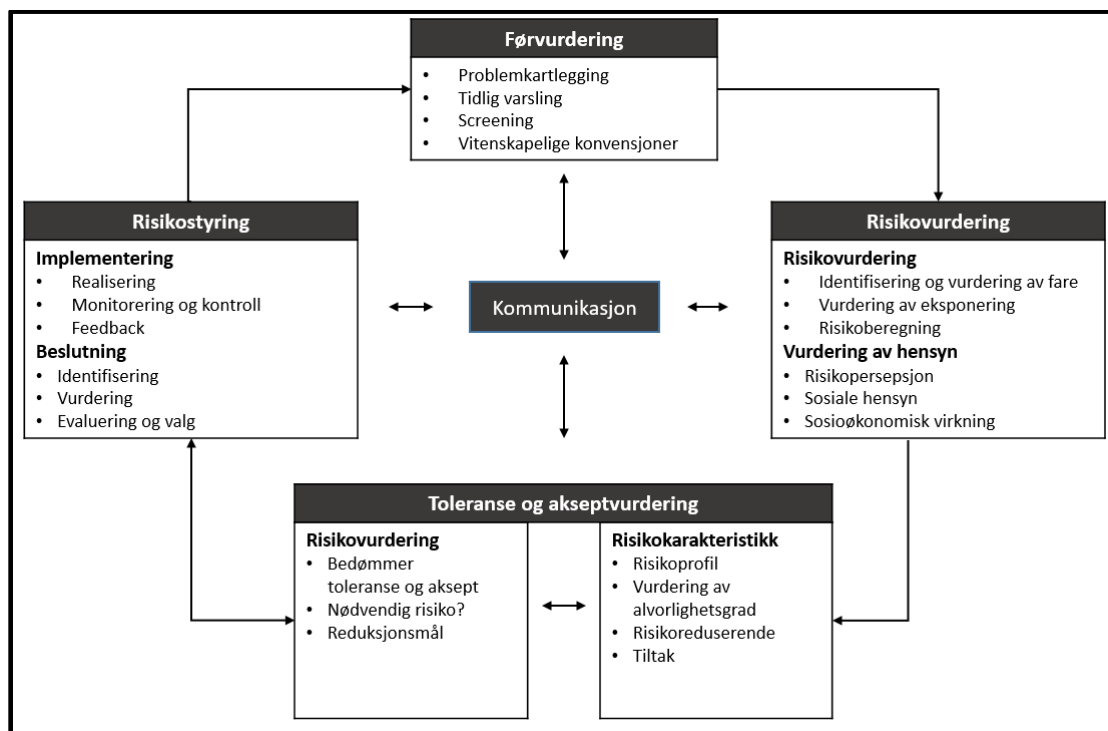 Førvurdering
• Problemkartlegging
• Tidlig varsling
• Screening
• Vitenskapelige konvensjoner
Risikostyring
Implementering
• Realisering
• Monitorering og kontroll
• Feedback
Beslutning
• Identifisering
• Vurdering
• Evaluering og valg
Kommunikasjon
Risikovurdering
Risikovurdering
• Identifisering og vurdering av fare
• Vurdering av eksponering
• Risikoberegning
Vurdering av hensyn
• Risikopersepsjon
• Sosiale hensyn
• Sosioøkonomisk virkning
Toleranse og akseptvurdering
Risikovurdering
• Bedømmer
toleranse og aksept
• Nødvendig risiko?
• Reduksjonsmål
Risikokarakteristikk
• Risikoprofil
• Vurdering av
alvorlighetsgrad
• Risikoreduserende
• Tiltak